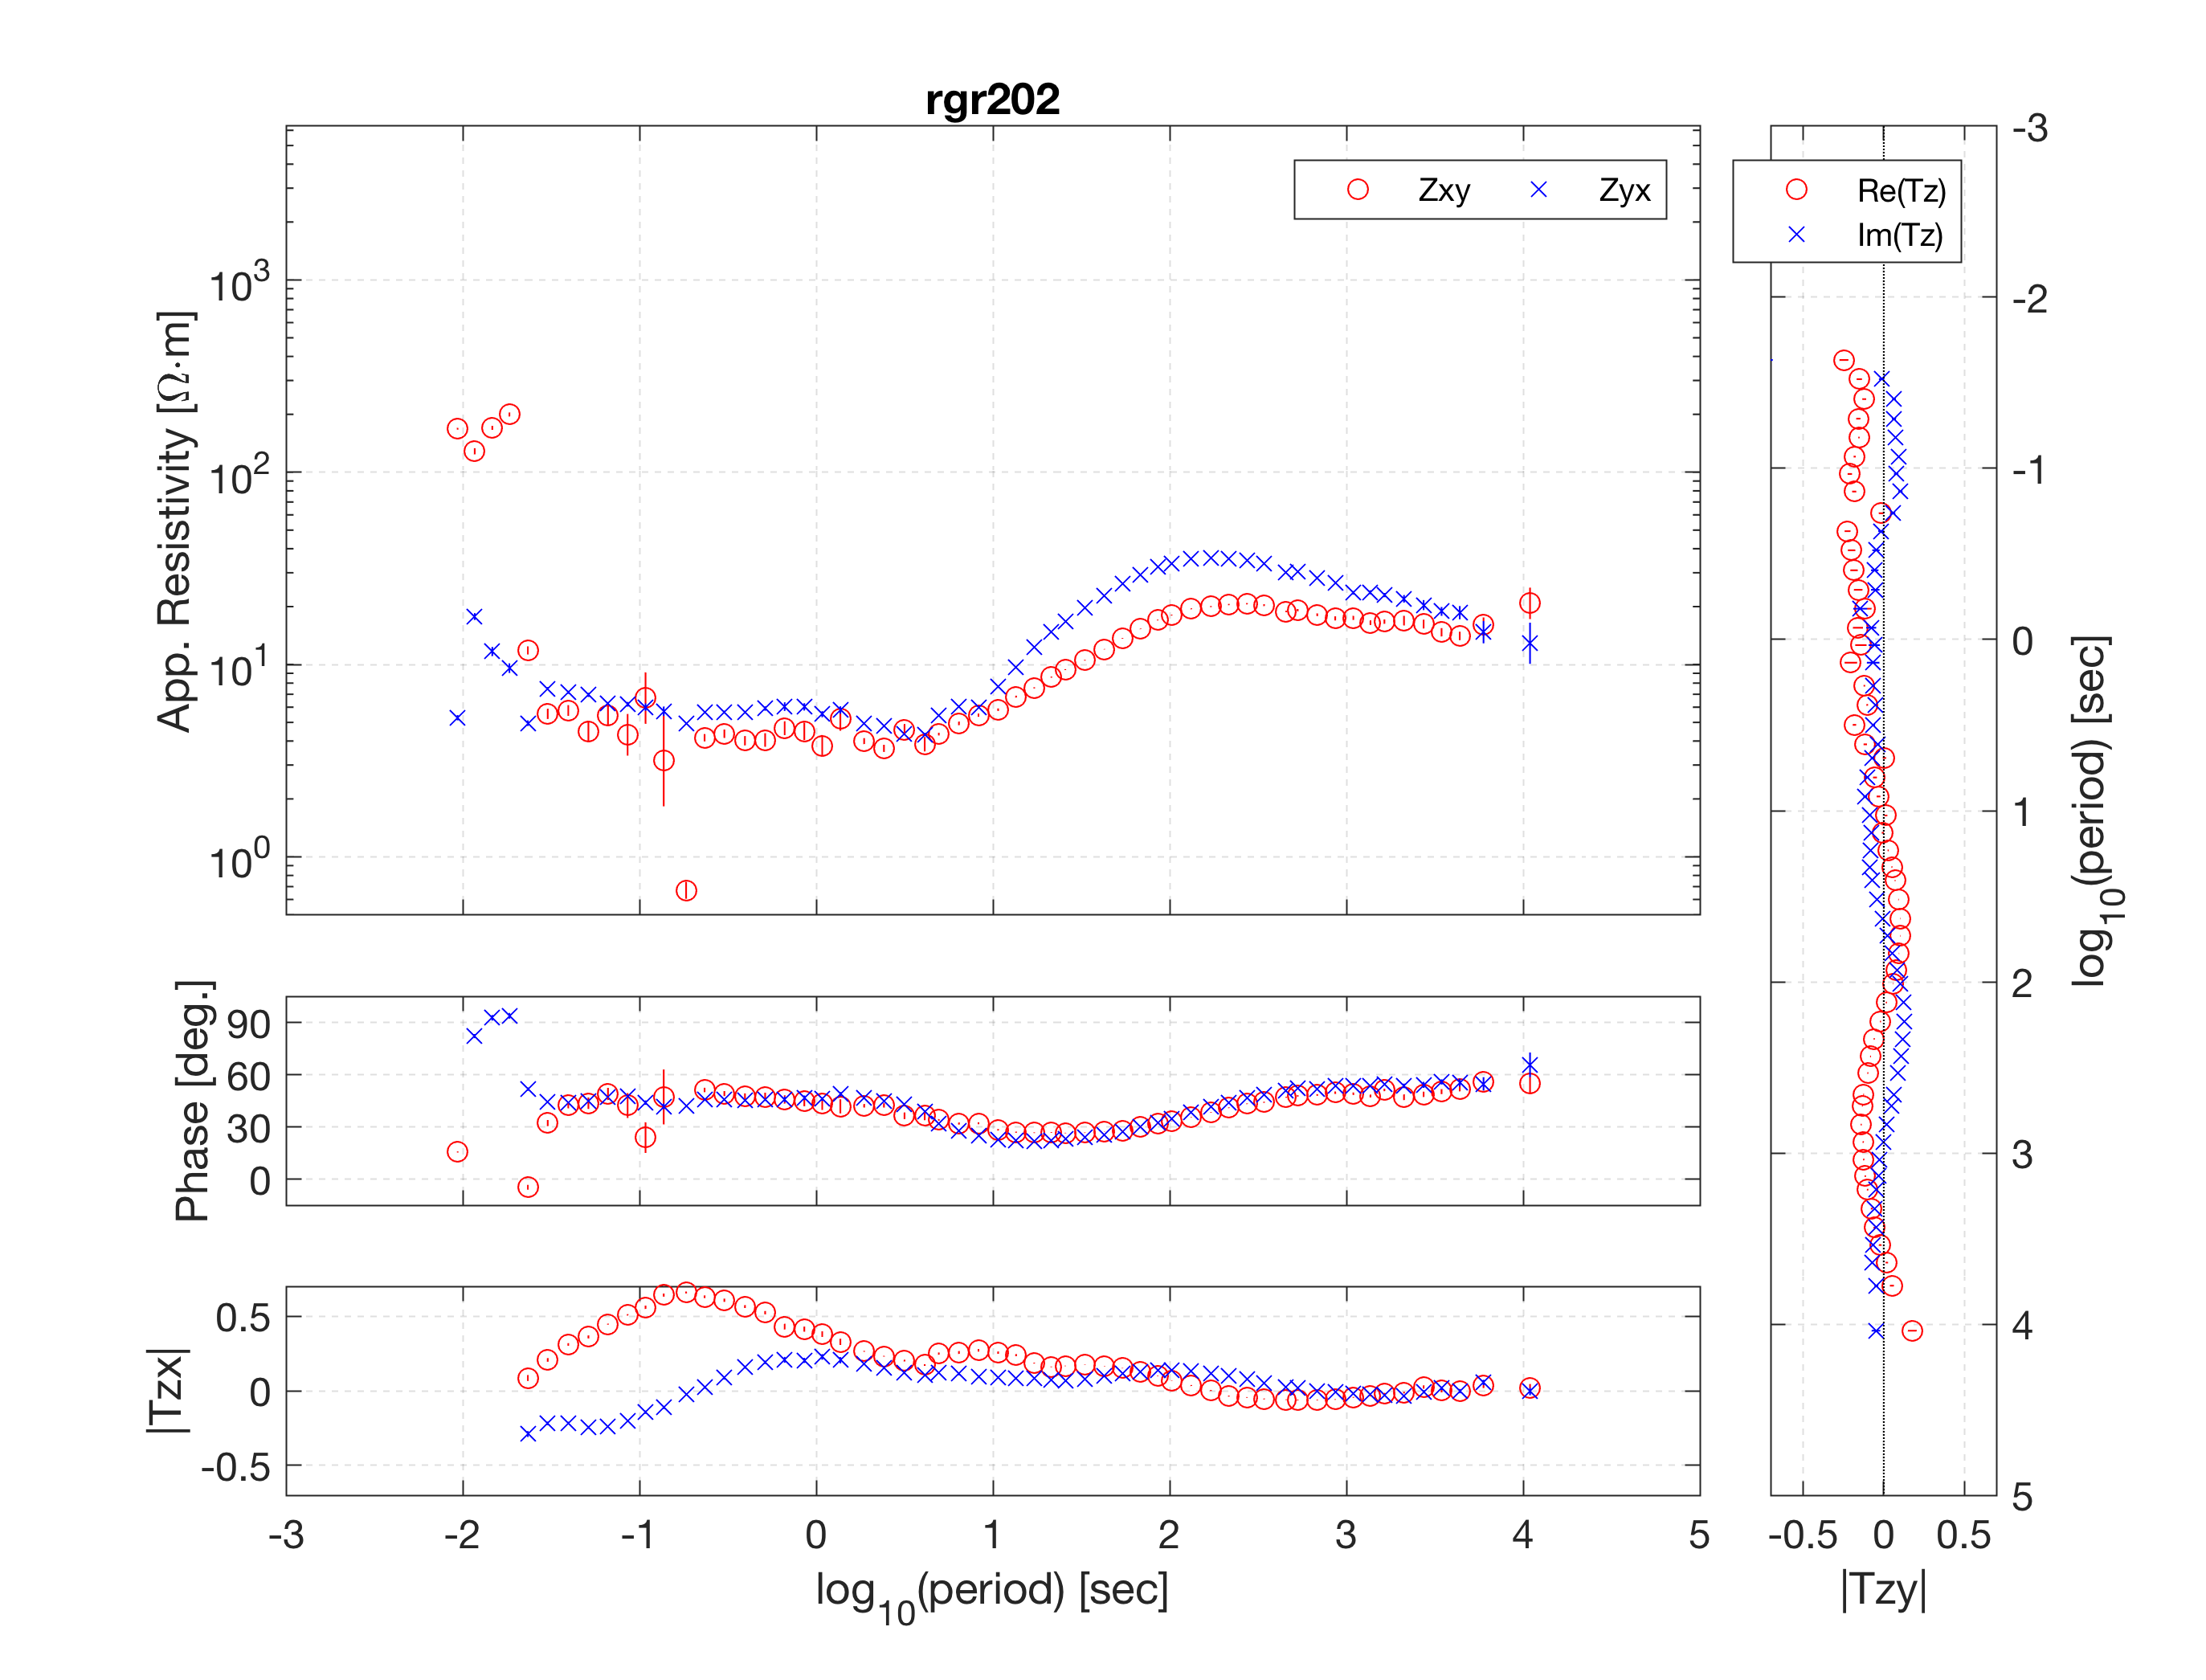 rgr202
Zxy Zyx
Re(Tz)
Im(Tz)
App. Resistivity [Ω·m]
10^3
10^2
10^1
10^0
Phase [deg.]
90
60
30
0
|Tzx|
0.5
0
-0.5
-3 -2 -1 0 1 2 3 4 5
log10(period) [sec]
-3
-2
-1
0
1
2
3
4
5
log10(period) [sec]
-0.5 0 0.5
|Tzy|